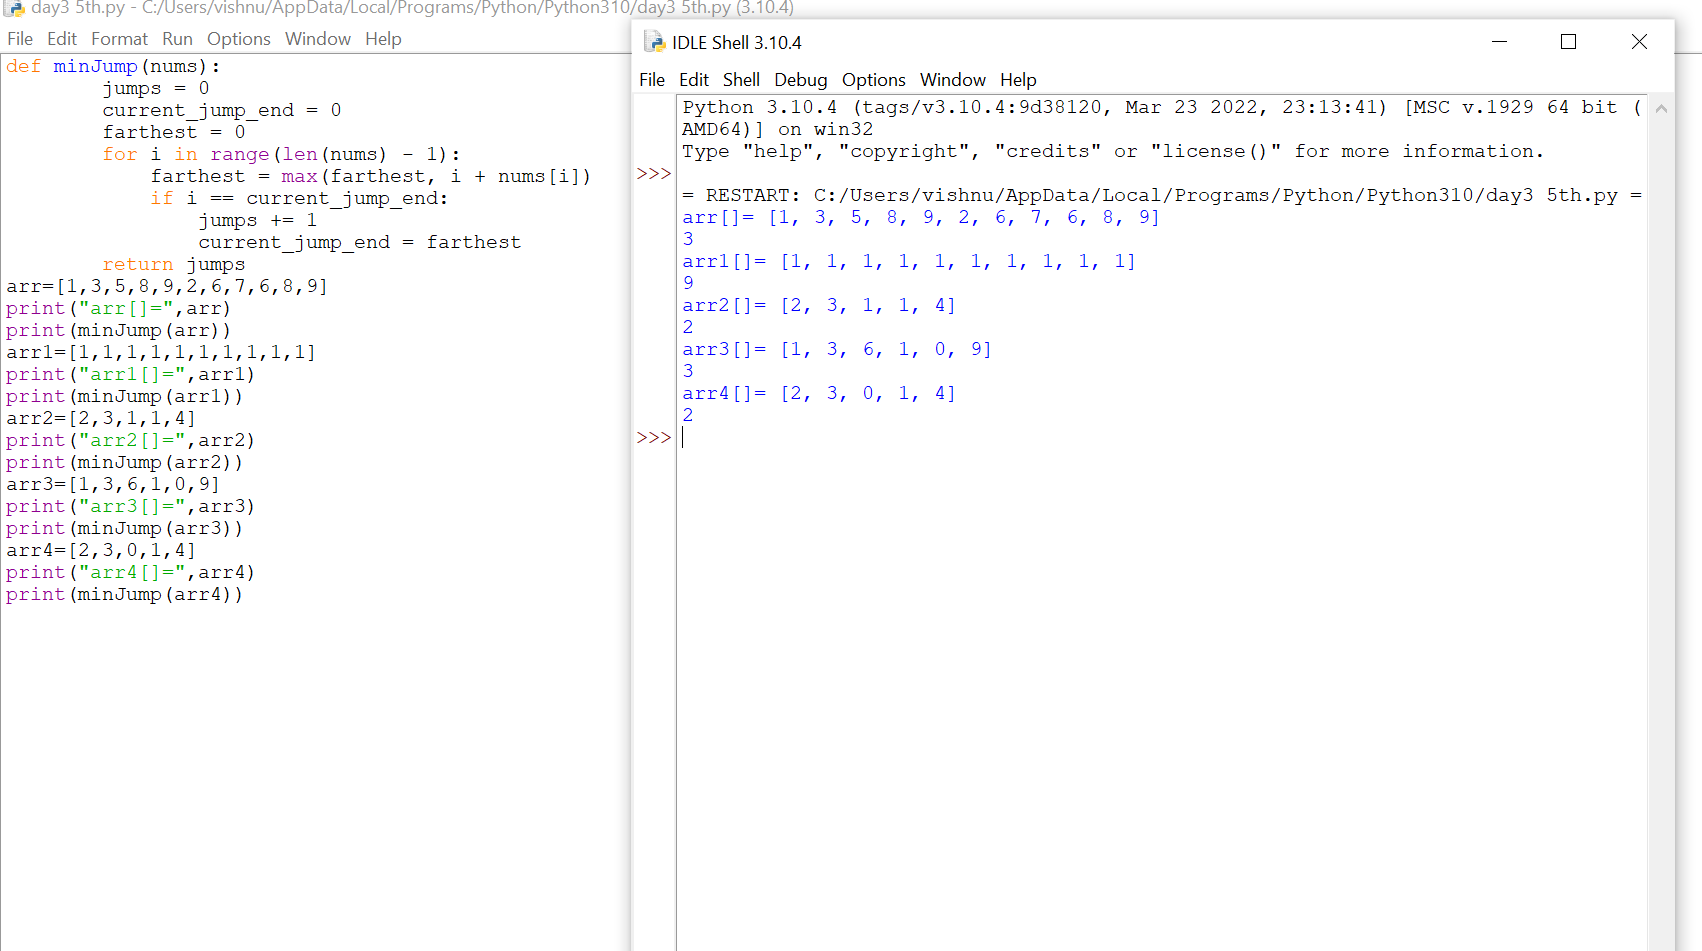 day3 5th.py - C:/Users/vishnu/AppData/Local/Programs/Python/Python310/day3 5th.py (3.10.4)
File Edit Format Run Options Window Help
def minJump(nums):
        jumps = 0
        current_jump_end = 0
        farthest = 0
        for i in range(len(nums) - 1):
            farthest = max(farthest, i + nums[i])
            if i == current_jump_end:
                jumps += 1
                current_jump_end = farthest
        return jumps
arr=[1,3,5,8,9,2,6,7,6,8,9]
print("arr[]=",arr)
print(minJump(arr))
arr1=[1,1,1,1,1,1,1,1,1,1]
print("arr1[]=",arr1)
print(minJump(arr1))
arr2=[2,3,1,1,4]
print("arr2[]=",arr2)
print(minJump(arr2))
arr3=[1,3,6,1,0,9]
print("arr3[]=",arr3)
print(minJump(arr3))
arr4=[2,3,0,1,4]
print("arr4[]=",arr4)
print(minJump(arr4))
IDLE Shell 3.10.4
File Edit Shell Debug Options Window Help
Python 3.10.4 (tags/v3.10.4:9d38120, Mar 23 2022, 23:13:41) [MSC v.1929 64 bit (
AMD64)] on win32
Type "help", "copyright", "credits" or "license()" for more information.
>>>
= RESTART: C:/Users/vishnu/AppData/Local/Programs/Python/Python310/day3 5th.py =
arr[]= [1, 3, 5, 8, 9, 2, 6, 7, 6, 8, 9]
3
arr1[]= [1, 1, 1, 1, 1, 1, 1, 1, 1, 1]
9
arr2[]= [2, 3, 1, 1, 4]
2
arr3[]= [1, 3, 6, 1, 0, 9]
3
arr4[]= [2, 3, 0, 1, 4]
2
>>>